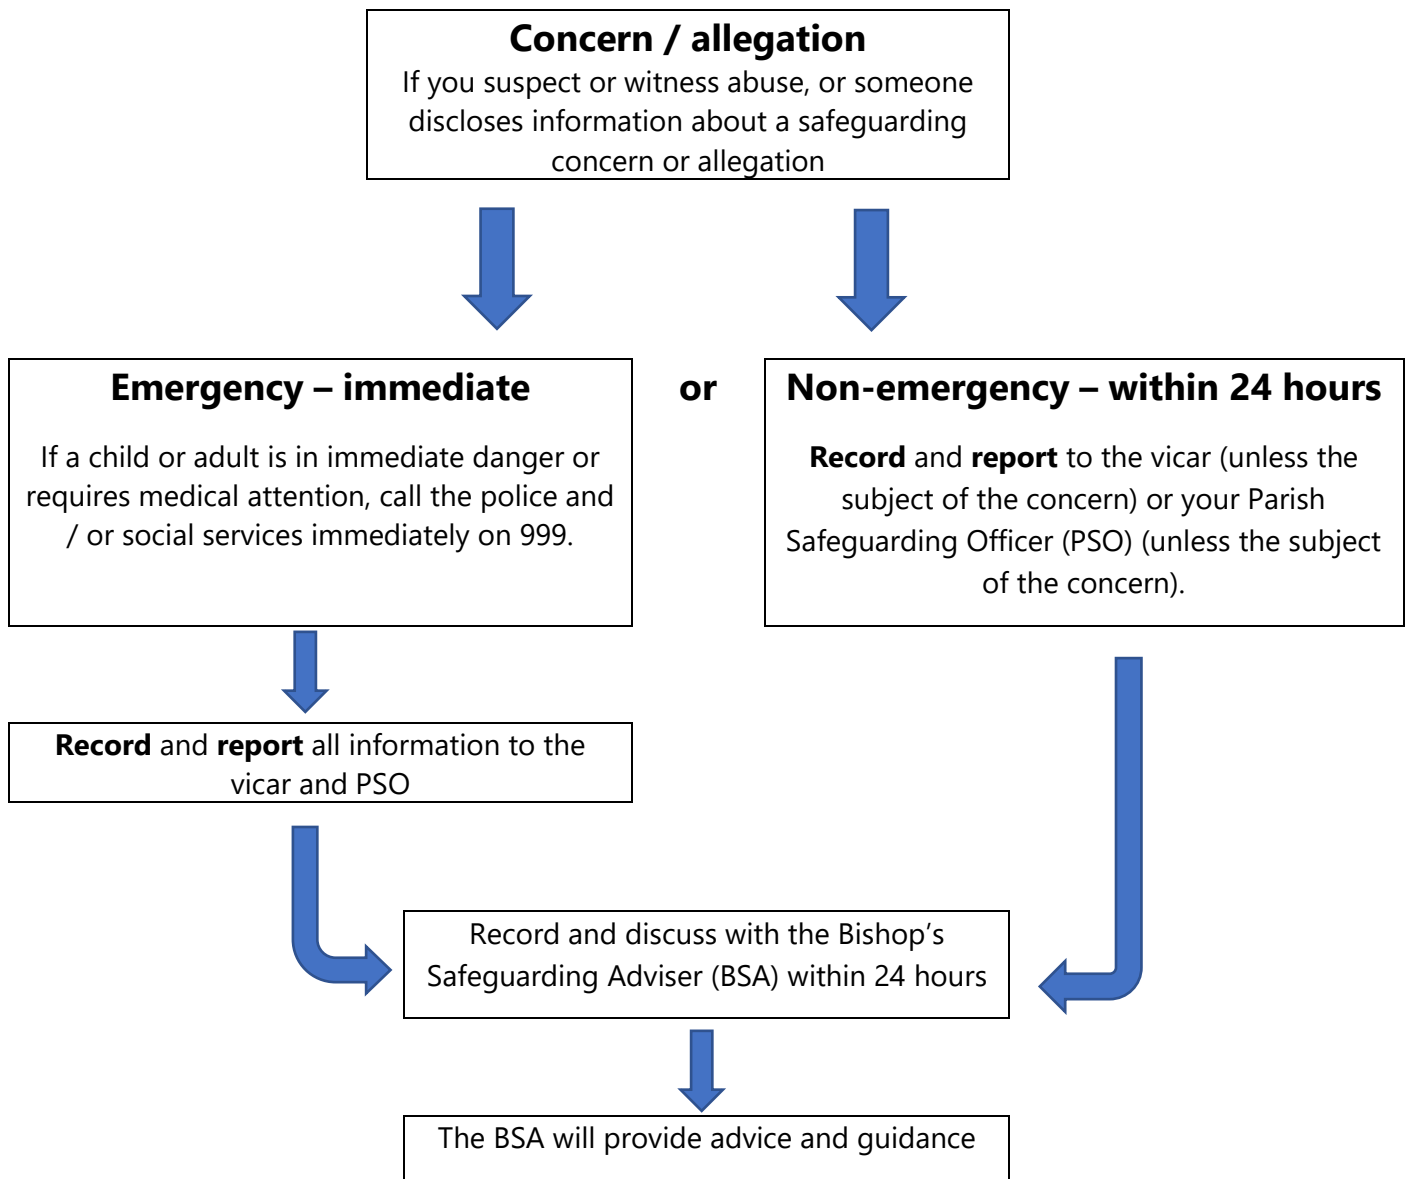 Concern / allegation
If you suspect or witness abuse, or someone
discloses information about a safeguarding
concern or allegation
Emergency – immediate
If a child or adult is in immediate danger or
requires medical attention, call the police and
/ or social services immediately on 999.
or
Non-emergency – within 24 hours
Record and report to the vicar (unless the
subject of the concern) or your Parish
Safeguarding Officer (PSO) (unless the subject
of the concern).
Record and report all information to the
vicar and PSO
Record and discuss with the Bishop’s
Safeguarding Adviser (BSA) within 24 hours
The BSA will provide advice and guidance